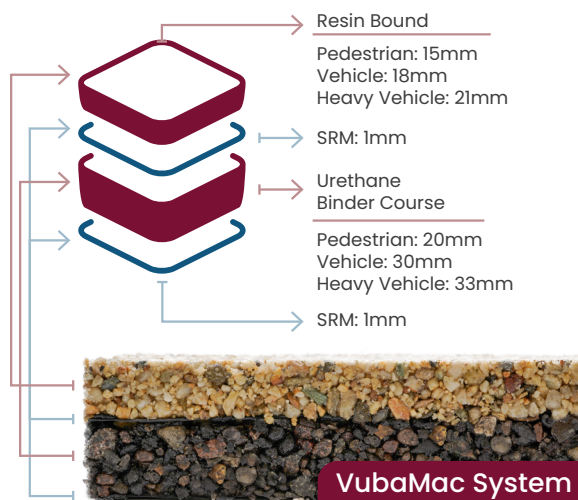 Resin Bound
Pedestrian: 15mm
Vehicle: 18mm
Heavy Vehicle: 21mm
SRM: 1mm
Urethane
Binder Course
Pedestrian: 20mm
Vehicle: 30mm
Heavy Vehicle: 33mm
SRM: 1mm
VubaMac System